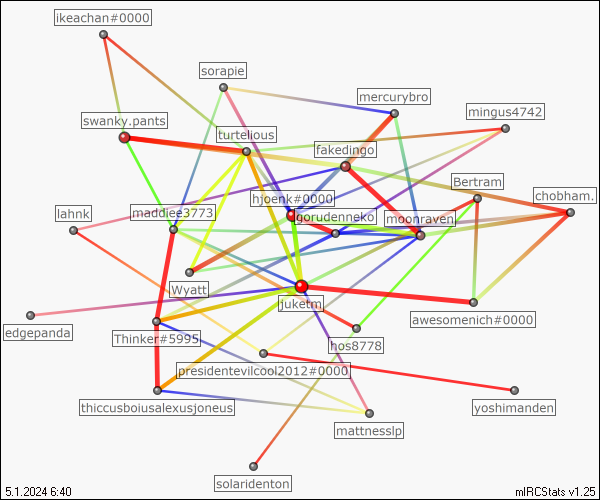 ikeachan#0000
sorapie
mercurybro
mingus4742
swanky.pants
turtelious
fakedingo
Bertram
chobham.
hjoenk#0000
lahnk
maddiee3773
gorudenneko
moonraven
Wyatt
juketm
edgepanda
awesomenich#0000
Thinker#5995
hos8778
presidentevilcool2012#0000
thiccusboiusalexusjoneus
yoshimanden
mattnesslp
solaridenton
5.1.2024 6:40
mIRCStats v1.25